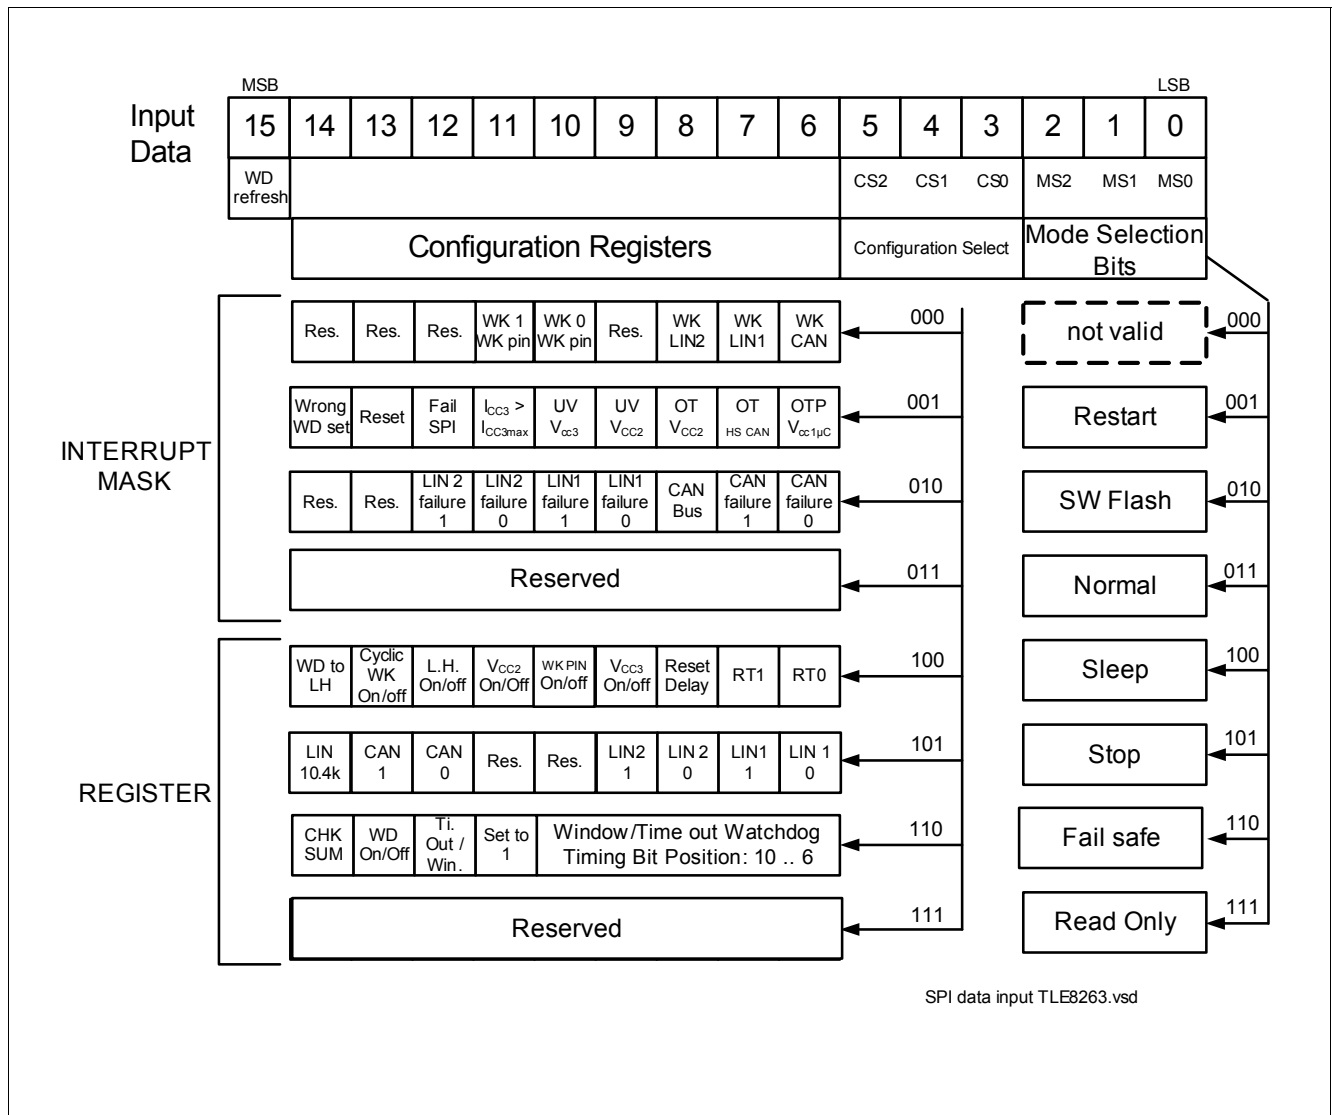 MSB LSB
Input Data 15 14 13 12 11 10 9 8 7 6 5 4 3 2 1 0
WD refresh CS2 CS1 CS0 MS2 MS1 MS0
Configuration Registers Configuration Select Mode Selection Bits
INTERRUPT MASK
Res. Res. Res. WK 1 WK pin WK 0 WK pin Res. WK LIN2 WK LIN1 WK CAN 000 not valid 000
Wrong WD set Reset Fail SPI ICC3 > ICC3max UV Vcc3 UV VCC2 OT VCC2 OT HS CAN OTP Vcc1µC 001 Restart 001
Res. Res. LIN 2 failure 1 LIN2 failure 0 LIN1 failure 1 LIN1 failure 0 CAN Bus CAN failure 1 CAN failure 0 010 SW Flash 010
Reserved 011 Normal 011
REGISTER
WD to LH Cyclic WK On/off L.H. On/off VCC2 On/Off WK PIN On/off VCC3 On/off Reset Delay RT1 RT0 100 Sleep 100
LIN 10.4k CAN 1 CAN 0 Res. Res. LIN2 1 LIN 2 0 LIN1 1 LIN 1 0 101 Stop 101
CHK SUM WD On/Off Ti. Out / Win. Set to 1 Window/Time out Watchdog Timing Bit Position: 10 .. 6 110 Fail safe 110
Reserved 111 Read Only 111
SPI data input TLE8263.vsd